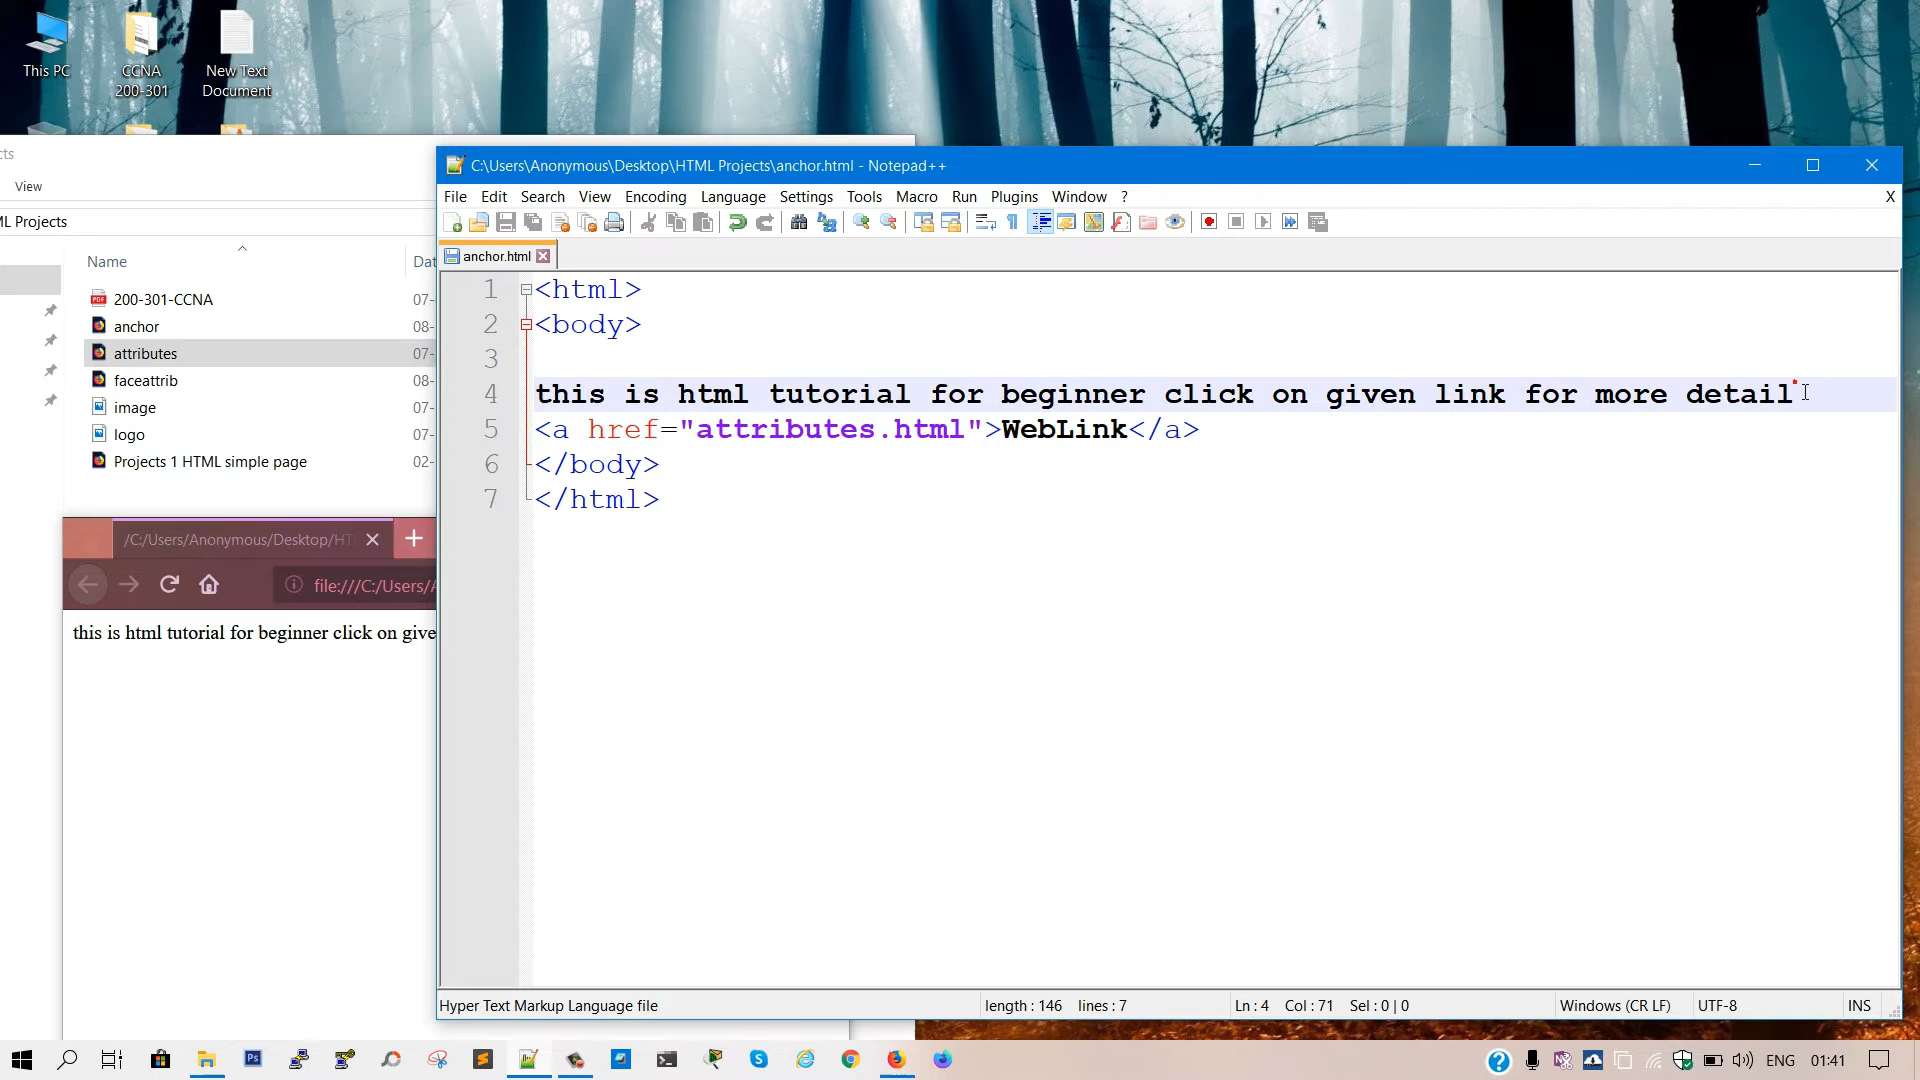 This PC
CCNA
200-301
New Text
Document
cts
View
ML Projects
Name
Dat
200-301-CCNA
07-
anchor
08-
attributes
07-
faceattrib
08-
image
07-
logo
07-
Projects 1 HTML simple page
02-
/C:/Users/Anonymous/Desktop/HT
file:///C:/Users/A
this is html tutorial for beginner click on give
C:\Users\Anonymous\Desktop\HTML Projects\anchor.html - Notepad++
File Edit Search View Encoding Language Settings Tools Macro Run Plugins Window ?
X
anchor.html
1 <html>
2 <body>
3
4 this is html tutorial for beginner click on given link for more detail
5 <a href="attributes.html">WebLink</a>
6 </body>
7 </html>
Hyper Text Markup Language file
length : 146 lines : 7
Ln : 4 Col : 71 Sel : 0 | 0
Windows (CR LF)
UTF-8
INS
Ps
ENG
01:41